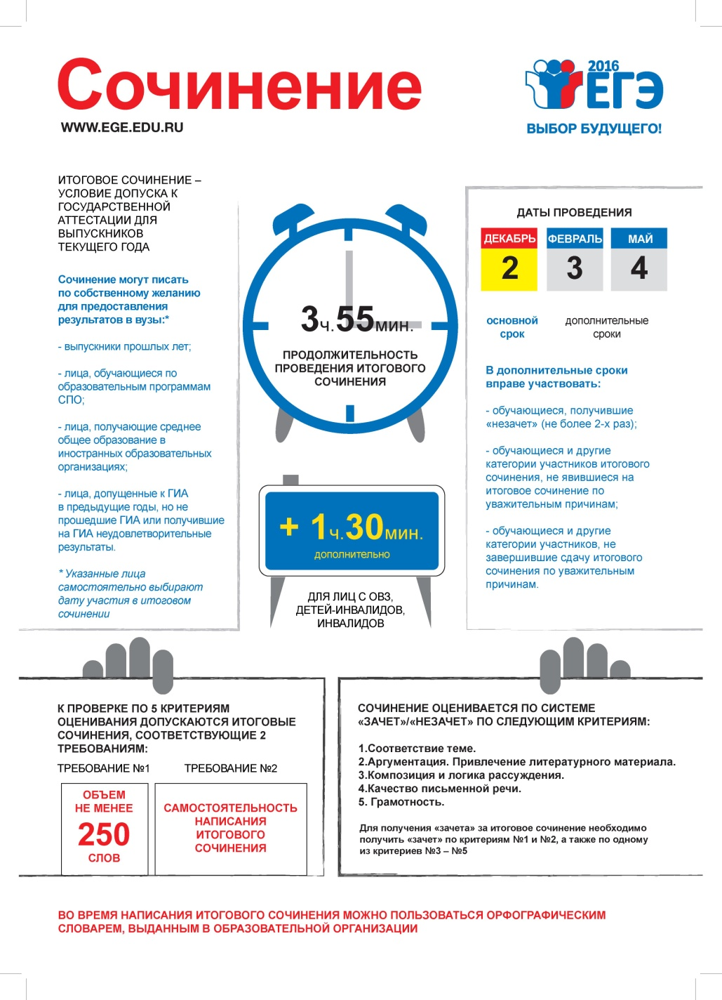 Сочинение
WWW.EGE.EDU.RU
2016
ЕГЭ
ВЫБОР БУДУЩЕГО!
ИТОГОВОЕ СОЧИНЕНИЕ –
УСЛОВИЕ ДОПУСКА К
ГОСУДАРСТВЕННОЙ
АТТЕСТАЦИИ ДЛЯ
ВЫПУСКНИКОВ
ТЕКУЩЕГО ГОДА
Сочинение могут писать
по собственному желанию
для предоставления
результатов в вузы:*
- выпускники прошлых лет;
- лица, обучающиеся по
образовательным программам
СПО;
- лица, получающие среднее
общее образование в
иностранных образовательных
организациях;
- лица, допущенные к ГИА
в предыдущие годы, но не
прошедшие ГИА или получившие
на ГИА неудовлетворительные
результаты.
* Указанные лица
самостоятельно выбирают
дату участия в итоговом
сочинении
3 ч. 55 мин.
ПРОДОЛЖИТЕЛЬНОСТЬ
ПРОВЕДЕНИЯ ИТОГОВОГО
СОЧИНЕНИЯ
+ 1 ч. 30 мин.
дополнительно
ДЛЯ ЛИЦ С ОВЗ,
ДЕТЕЙ-ИНВАЛИДОВ,
ИНВАЛИДОВ
ДАТЫ ПРОВЕДЕНИЯ
ДЕКАБРЬ ФЕВРАЛЬ МАЙ
2 3 4
основной дополнительные
срок сроки
В дополнительные сроки
вправе участвовать:
- обучающиеся, получившие
«незачет» (не более 2-х раз);
- обучающиеся и другие
категории участников итогового
сочинения, не явившиеся на
итоговое сочинение по
уважительным причинам;
- обучающиеся и другие
категории участников, не
завершившие сдачу итогового
сочинения по уважительным
причинам.
К ПРОВЕРКЕ ПО 5 КРИТЕРИЯМ
ОЦЕНИВАНИЯ ДОПУСКАЮТСЯ ИТОГОВЫЕ
СОЧИНЕНИЯ, СООТВЕТСТВУЮЩИЕ 2
ТРЕБОВАНИЯМ:
ТРЕБОВАНИЕ №1 ТРЕБОВАНИЕ №2
ОБЪЕМ
НЕ МЕНЕЕ
250
СЛОВ
САМОСТОЯТЕЛЬНОСТЬ
НАПИСАНИЯ
ИТОГОВОГО
СОЧИНЕНИЯ
СОЧИНЕНИЕ ОЦЕНИВАЕТСЯ ПО СИСТЕМЕ
«ЗАЧЕТ»/«НЕЗАЧЕТ» ПО СЛЕДУЮЩИМ КРИТЕРИЯМ:
1.Соответствие теме.
2.Аргументация. Привлечение литературного материала.
3.Композиция и логика рассуждения.
4.Качество письменной речи.
5. Грамотность.
Для получения «зачета» за итоговое сочинение необходимо
получить «зачет» по критериям №1 и №2, а также по одному
из критериев №3 – №5
ВО ВРЕМЯ НАПИСАНИЯ ИТОГОВОГО СОЧИНЕНИЯ МОЖНО ПОЛЬЗОВАТЬСЯ ОРФОГРАФИЧЕСКИМ
СЛОВАРЕМ, ВЫДАННЫМ В ОБРАЗОВАТЕЛЬНОЙ ОРГАНИЗАЦИИ